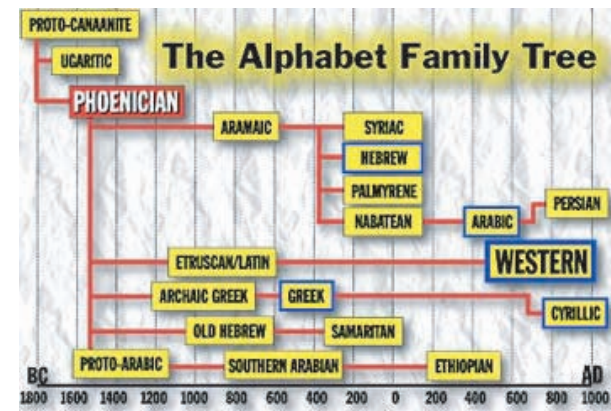 PROTO-CANAANITE
The Alphabet Family Tree
UGARITIC
PHOENICIAN
ARAMAIC
SYRIAC
HEBREW
PALMYRENE
NABATEAN
ARABIC
PERSIAN
ETRUSCAN/LATIN
WESTERN
ARCHAIC GREEK
GREEK
CYRILLIC
OLD HEBREW
SAMARITAN
PROTO-ARABIC
SOUTHERN ARABIAN
ETHIOPIAN
BC AD
1800 1600 1400 1200 1000 800 600 400 200 0 200 400 600 800 1000